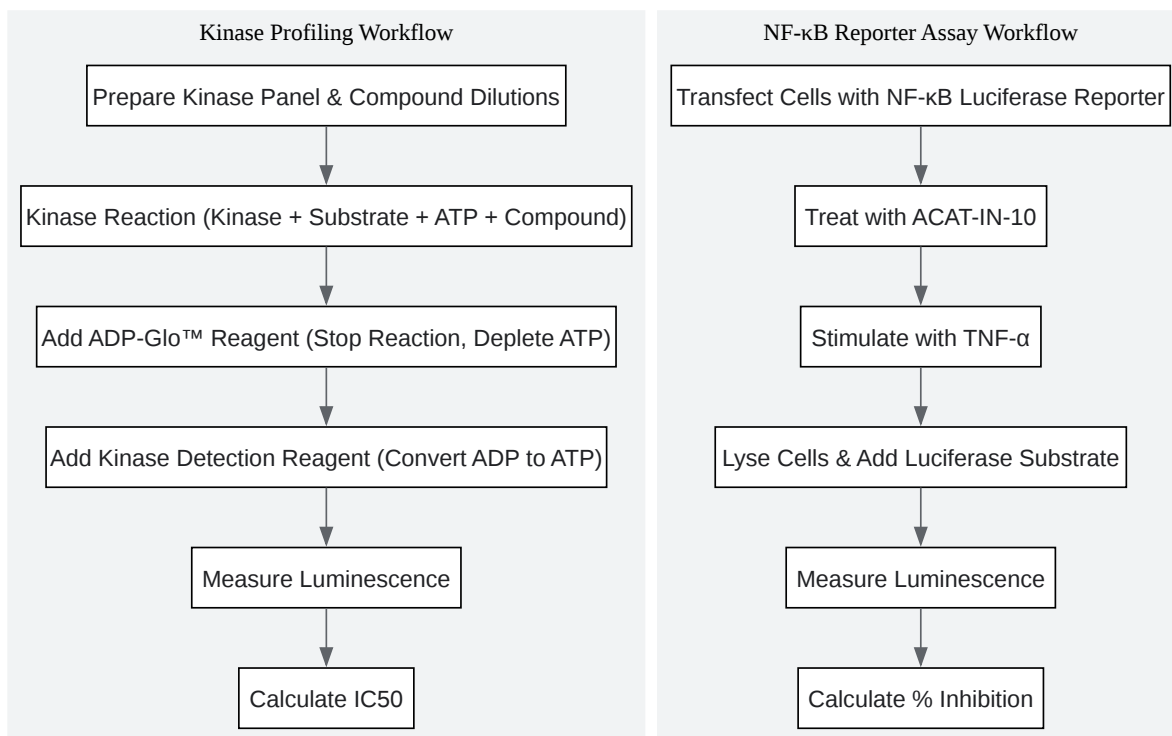 Kinase Profiling Workflow
Prepare Kinase Panel & Compound Dilutions
Kinase Reaction (Kinase + Substrate + ATP + Compound)
Add ADP-Glo™ Reagent (Stop Reaction, Deplete ATP)
Add Kinase Detection Reagent (Convert ADP to ATP)
Measure Luminescence
Calculate IC50
NF-κB Reporter Assay Workflow
Transfect Cells with NF-κB Luciferase Reporter
Treat with ACAT-IN-10
Stimulate with TNF-α
Lyse Cells & Add Luciferase Substrate
Measure Luminescence
Calculate % Inhibition